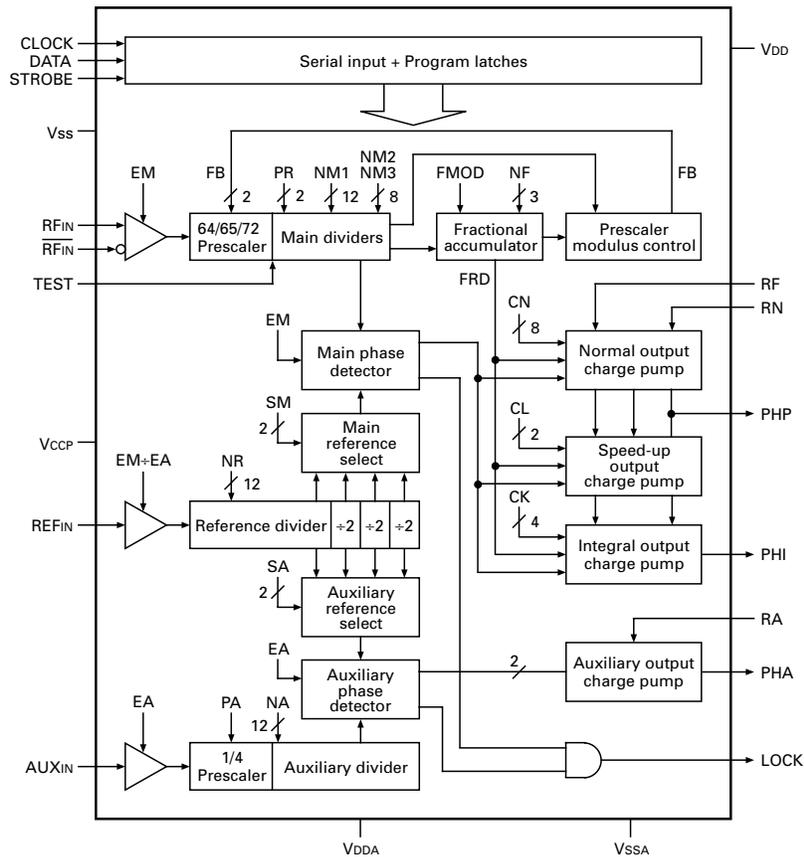 CLOCK
DATA
STROBE
Serial input + Program latches
VDD
VSS
EM
FB
2
PR
2
NM1
12
NM2
NM3
8
FMOD
NF
3
FB
RFIN
RFIN
64/65/72
Prescaler
Main dividers
Fractional
accumulator
Prescaler
modulus control
TEST
FRD
RF
RN
EM
CN
8
Main phase
detector
Normal output
charge pump
SM
2
Main
reference
select
CL
2
PHP
VCCP
Speed-up
output
charge pump
EM÷EA
NR
12
CK
4
REFIN
Reference divider
÷2
÷2
÷2
Integral output
charge pump
PHI
SA
2
Auxiliary
reference
select
RA
EA
Auxiliary
phase
detector
2
Auxiliary output
charge pump
PHA
EA
PA
NA
12
AUXIN
1/4
Prescaler
Auxiliary divider
LOCK
VDDA
VSSA